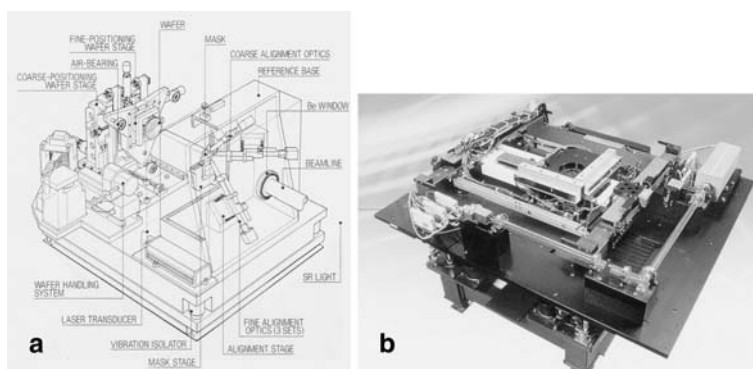 WAFER
FINE-POSITIONING
WAFER STAGE
MASK
AIR-BEARING
COARSE ALIGNMENT OPTICS
COARSE-POSITIONING
WAFER STAGE
REFERENCE BASE
Be WINDOW
BEAMLINE
SR LIGHT
WAFER HANDLING
SYSTEM
LASER TRANSDUCER
FINE ALIGNMENT
OPTICS (3 SETS)
VIBRATION ISOLATOR
ALIGNMENT STAGE
MASK STAGE
a
b